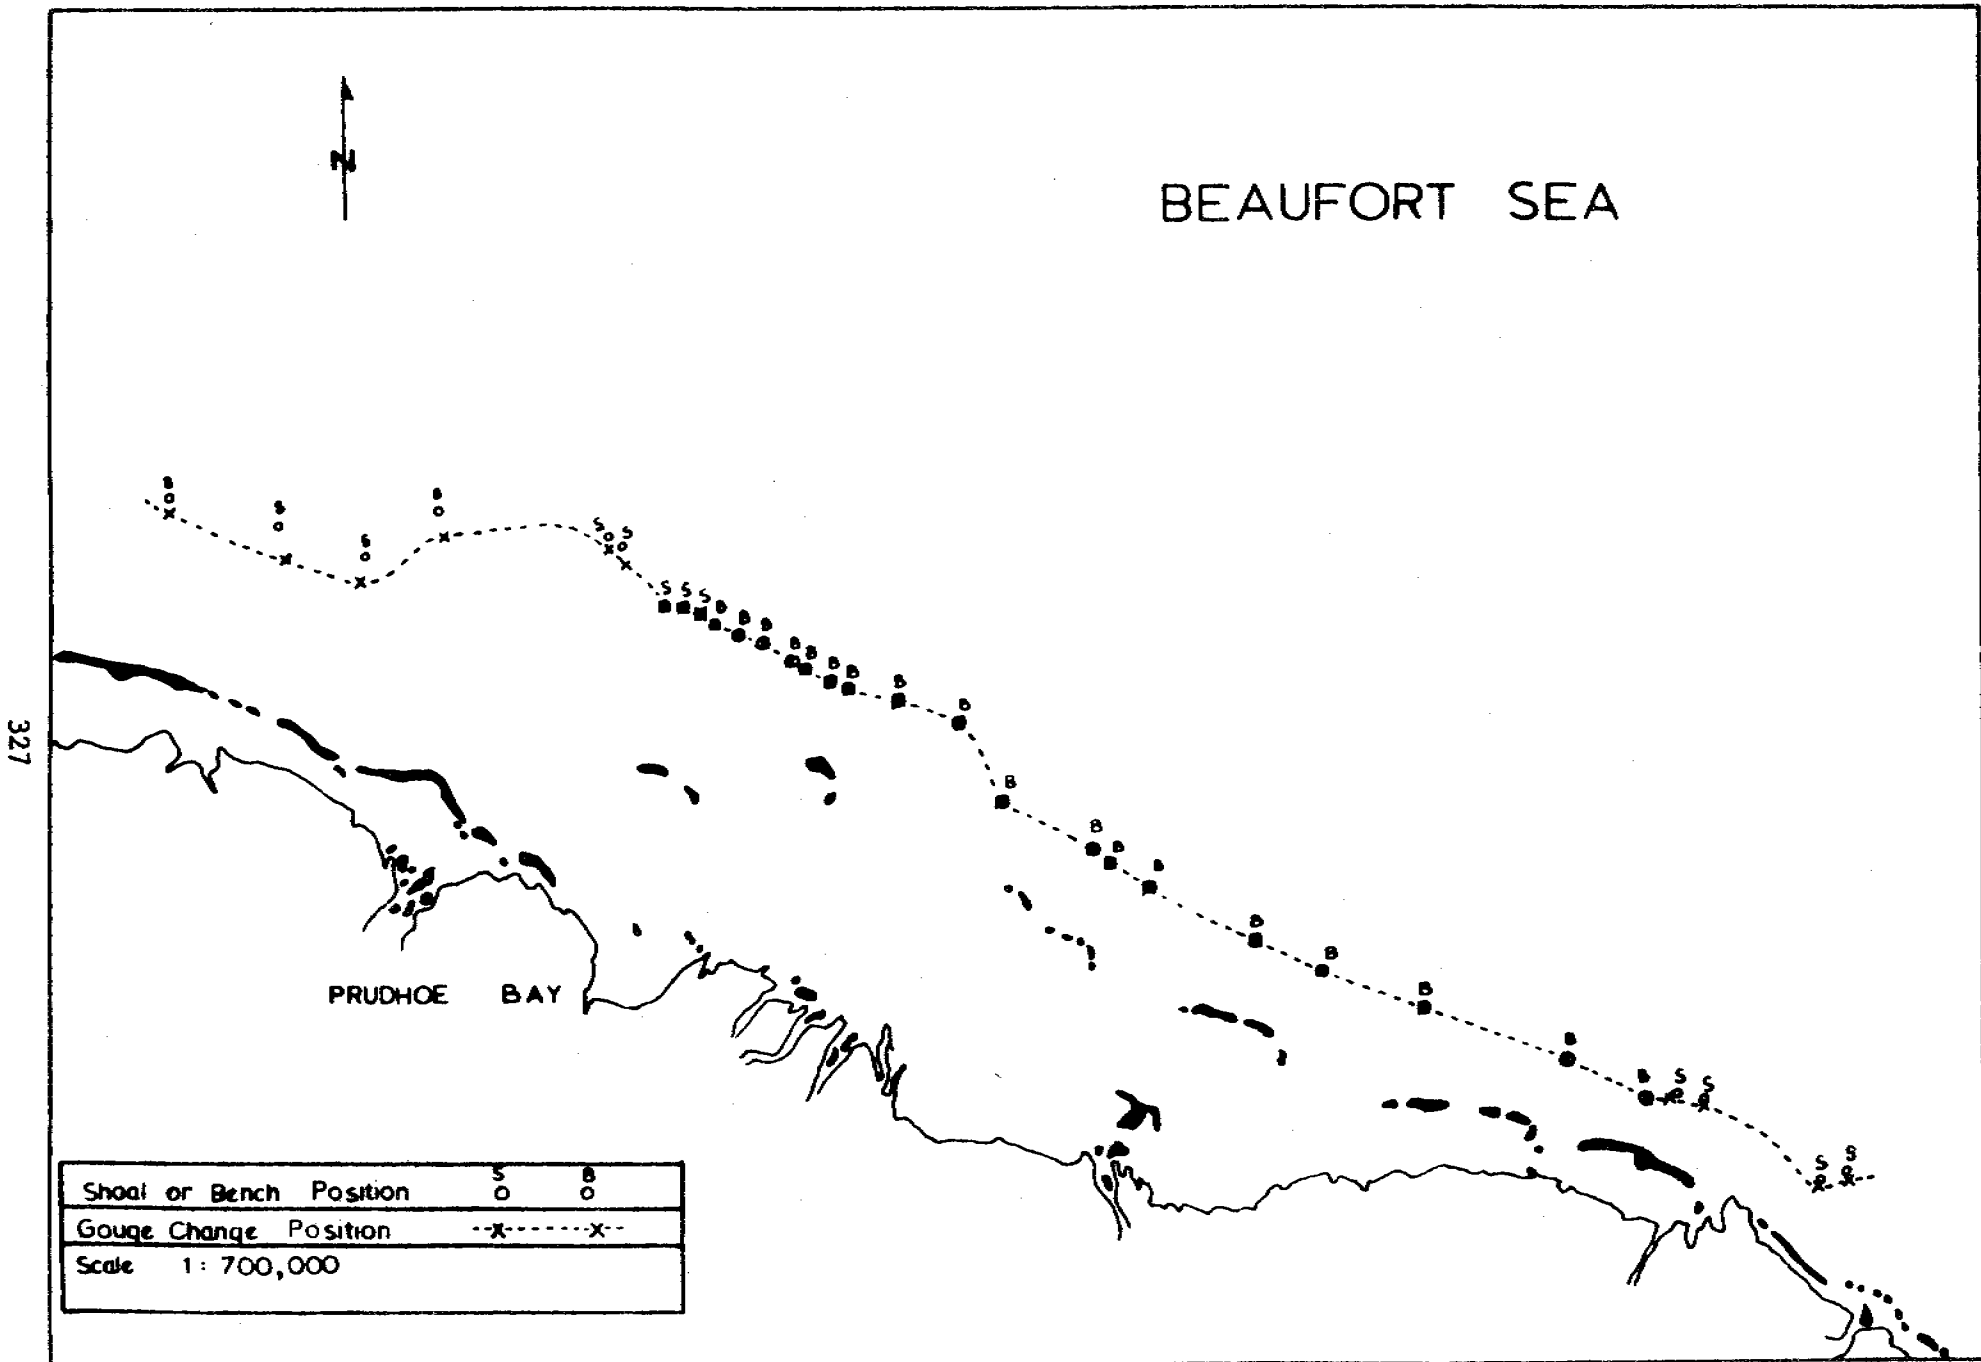 N
BEAUFORT SEA
B
S
S
B
S S
S S S B B B B B B B B B
B
B B B
B
B
B
B
B S S
S S
327
PRUDHOE BAY
S B
Shoal or Bench Position
Gouge Change Position --x------x--
Scale 1: 700,000